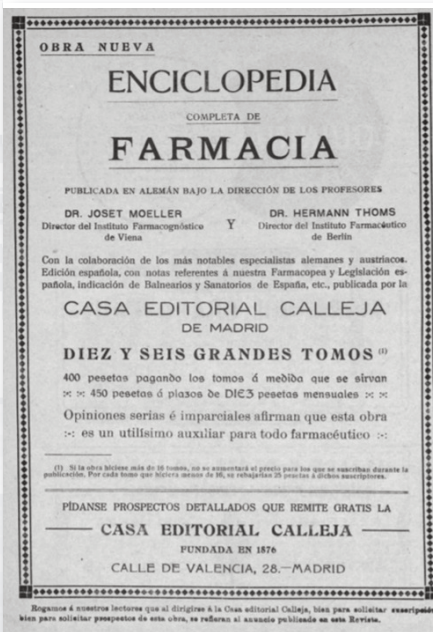 OBRA NUEVA
ENCICLOPEDIA
COMPLETA DE
FARMACIA
PUBLICADA EN ALEMÁN BAJO LA DIRECCIÓN DE LOS PROFESORES
DR. JOSET MOELLER
Director del Instituto Farmacognóstico
de Viena
Y
DR. HERMANN THOMS
Director del Instituto Farmacéutico
de Berlín
Con la colaboración de los más notables especialistas alemanes y austriacos.
Edición española, con notas referentes á nuestra Farmacopea y Legislación es-
pañola, indicación de Balnearios y Sanatorios de España, etc., publicada por la
CASA EDITORIAL CALLEJA
DE MADRID
DIEZ Y SEIS GRANDES TOMOS (1)
400 pesetas pagando los tomos á medida que se sirvan
:×: :×: 450 pesetas á plazos de DIEZ pesetas mensuales :×: :×:
Opiniones serias é imparciales afirman que esta obra
:-: es un utilísimo auxiliar para todo farmacéutico :-:
(1) Si la obra hiciese más de 16 tomos, no se aumentará el precio para los que se suscriban durante la
publicación. Por cada tomo que hiciera menos de 16, se rebajarían 25 pesetas á dichos suscriptores.
PÍDANSE PROSPECTOS DETALLADOS QUE REMITE GRATIS LA
CASA EDITORIAL CALLEJA
FUNDADA EN 1876
CALLE DE VALENCIA, 28.—MADRID
Rogamos á nuestros lectores que al dirigirse á la Casa editorial Calleja, bien para solicitar suscripción
bien para solicitar prospectos de esta obra, se refieran al anuncio publicado en esta Revista.